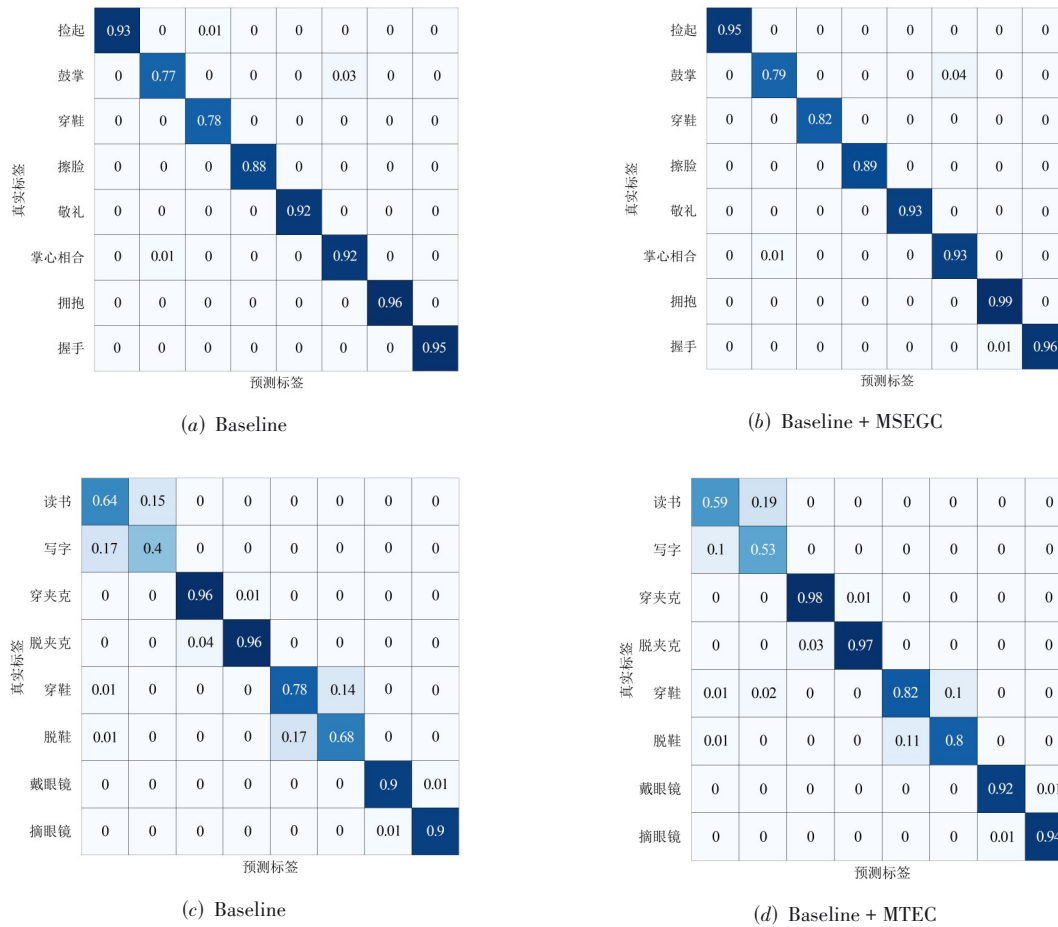 捡起 0.93 0 0.01 0 0 0 0 0
鼓掌 0 0.77 0 0 0 0.03 0 0
穿鞋 0 0 0.78 0 0 0 0 0
擦脸 0 0 0 0.88 0 0 0 0
敬礼 0 0 0 0 0.92 0 0 0
掌心相合 0 0.01 0 0 0 0.92 0 0
拥抱 0 0 0 0 0 0 0.96 0
握手 0 0 0 0 0 0 0 0.95
真实标签
预测标签
(a) Baseline
捡起 0.95 0 0 0 0 0 0 0
鼓掌 0 0.79 0 0 0 0.04 0 0
穿鞋 0 0 0.82 0 0 0 0 0
擦脸 0 0 0 0.89 0 0 0 0
敬礼 0 0 0 0 0.93 0 0 0
掌心相合 0 0.01 0 0 0 0.93 0 0
拥抱 0 0 0 0 0 0 0.99 0
握手 0 0 0 0 0 0 0.01 0.96
真实标签
预测标签
(b) Baseline + MSEGC
读书 0.64 0.15 0 0 0 0 0 0
写字 0.17 0.4 0 0 0 0 0 0
穿夹克 0 0 0.96 0.01 0 0 0 0
脱夹克 0 0 0.04 0.96 0 0 0 0
穿鞋 0.01 0 0 0 0.78 0.14 0 0
脱鞋 0.01 0 0 0 0.17 0.68 0 0
戴眼镜 0 0 0 0 0 0 0.9 0.01
摘眼镜 0 0 0 0 0 0 0.01 0.9
真实标签
预测标签
(c) Baseline
读书 0.59 0.19 0 0 0 0 0 0
写字 0.1 0.53 0 0 0 0 0 0
穿夹克 0 0 0.98 0.01 0 0 0 0
脱夹克 0 0 0.03 0.97 0 0 0 0
穿鞋 0.01 0.02 0 0 0.82 0.1 0 0
脱鞋 0.01 0 0 0 0.11 0.8 0 0
戴眼镜 0 0 0 0 0 0 0.92 0.01
摘眼镜 0 0 0 0 0 0 0.01 0.94
真实标签
预测标签
(d) Baseline + MTEC